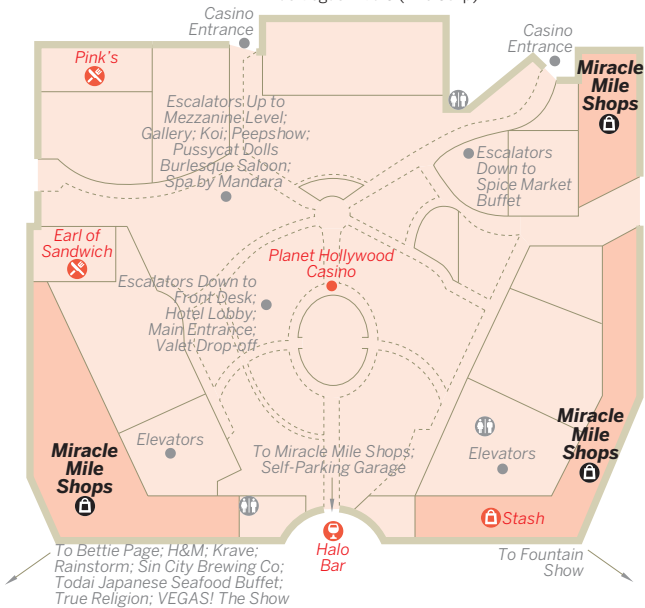 Casino
Entrance
Casino
Entrance
Pink's
Miracle
Mile
Shops
Escalators Up to
Mezzanine Level;
Gallery; Koi; Peepshow;
Pussycat Dolls
Burlesque Saloon;
Spa by Mandara
Escalators
Down to
Spice Market
Buffet
Earl of
Sandwich
Planet Hollywood
Casino
Escalators Down to
Front Desk;
Hotel Lobby;
Main Entrance;
Valet Drop-off
Miracle
Mile
Shops
Elevators
To Miracle Mile Shops;
Self-Parking Garage
Elevators
Miracle
Mile
Shops
Stash
Halo
Bar
To Bettie Page; H&M; Krave;
Rainstorm; Sin City Brewing Co;
Todai Japanese Seafood Buffet;
True Religion; VEGAS! The Show
To Fountain
Show